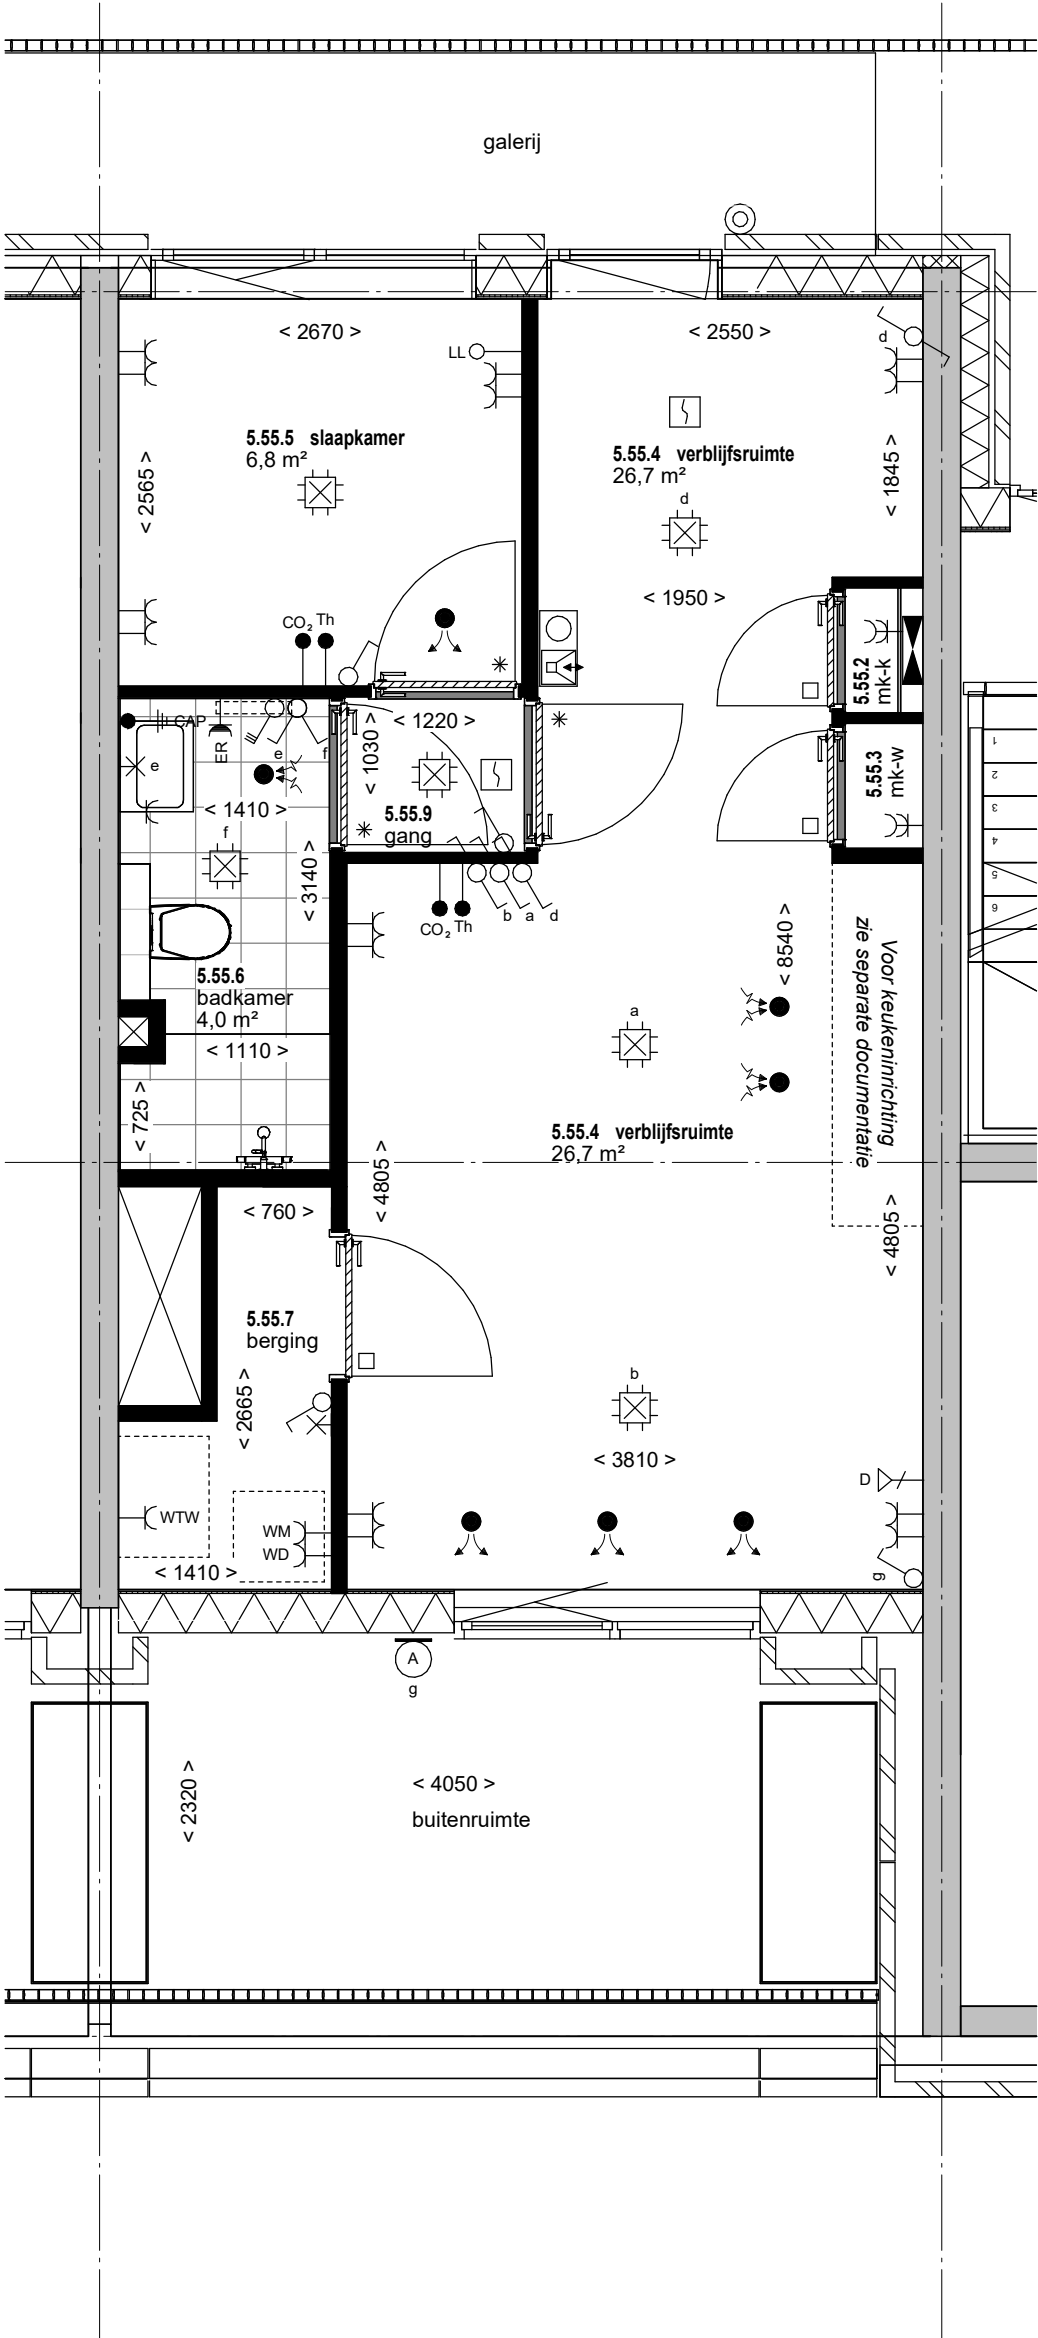 galerij
< 2670 >
< 2550 >
LL
d
5.55.5 slaapkamer
6,8 m²
5.55.4 verblijfsruimte
26,7 m²
d
< 2565 >
< 1845 >
< 1950 >
CO₂ Th
5.55.2
mk-k
CAP
ER
e
f
e
< 1220 >
< 1030 >
5.55.9
gang
5.55.3
mk-w
1
2
3
4
5
6
< 1410 >
f
< 3140 >
b
a
d
CO₂ Th
< 8540 >
Voor keukeninrichting
zie separate documentatie
5.55.6
badkamer
4,0 m²
< 1110 >
a
< 725 >
5.55.4 verblijfsruimte
26,7 m²
< 4805 >
< 4805 >
< 760 >
5.55.7
berging
< 2665 >
b
< 3810 >
D
WTW
WM
WD
< 1410 >
g
A
g
< 2320 >
< 4050 >
buitenruimte